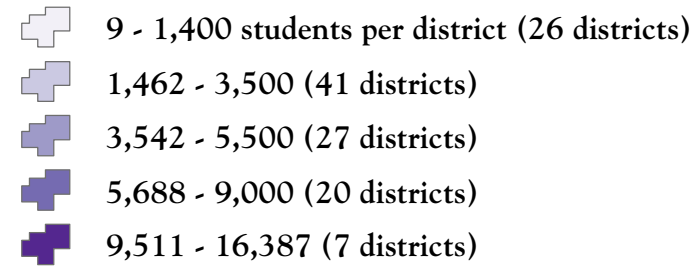 9 - 1,400 students per district (26 districts)
1,462 - 3,500 (41 districts)
3,542 - 5,500 (27 districts)
5,688 - 9,000 (20 districts)
9,511 - 16,387 (7 districts)